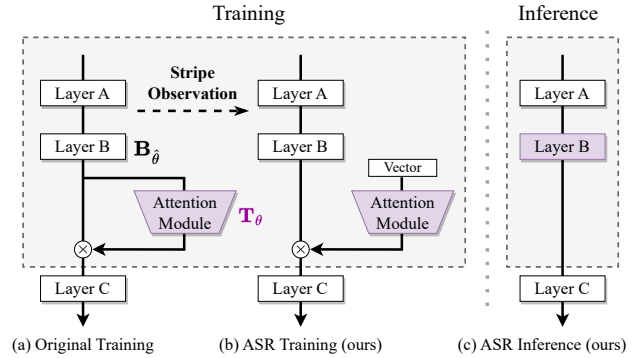 Training
Inference
Layer A
Stripe
Observation
Layer A
Layer A
Layer B
B_θ̂
Layer B
Layer B
Vector
Attention
Module
T_θ
Attention
Module
⊗
⊗
Layer C
Layer C
Layer C
(a) Original Training
(b) ASR Training (ours)
(c) ASR Inference (ours)